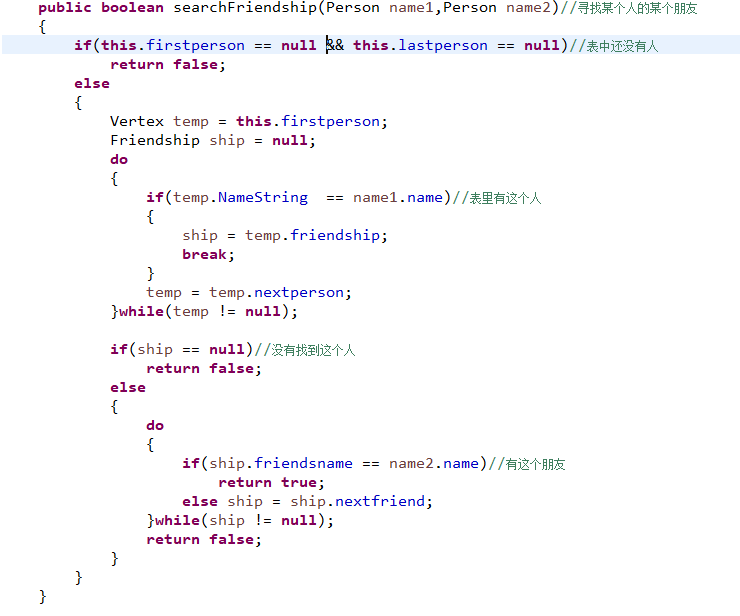 public boolean searchFriendship(Person name1,Person name2)//寻找某个人的某个朋友
{
if(this.firstperson == null && this.lastperson == null)//表中还没有人
return false;
else
{
Vertex temp = this.firstperson;
Friendship ship = null;
do
{
if(temp.NameString  == name1.name)//表里有这个人
{
ship = temp.friendship;
break;
}
temp = temp.nextperson;
}while(temp != null);
if(ship == null)//没有找到这个人
return false;
else
{
do
{
if(ship.friendsname == name2.name)//有这个朋友
return true;
else ship = ship.nextfriend;
}while(ship != null);
return false;
}
}
}